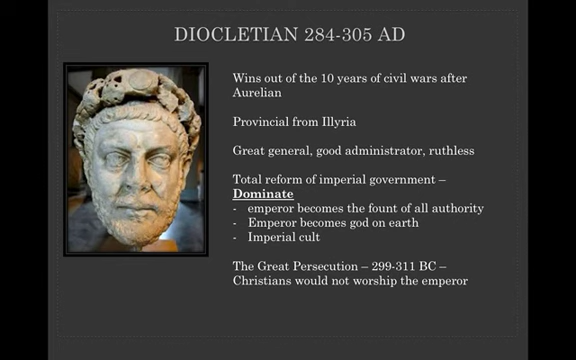 DIOCLETIAN 284-305 AD
Wins out of the 10 years of civil wars after
Aurelian
Provincial from Illyria
Great general, good administrator, ruthless
Total reform of imperial government –
Dominate
- emperor becomes the fount of all authority
- Emperor becomes god on earth
- Imperial cult
The Great Persecution – 299-311 BC –
Christians would not worship the emperor